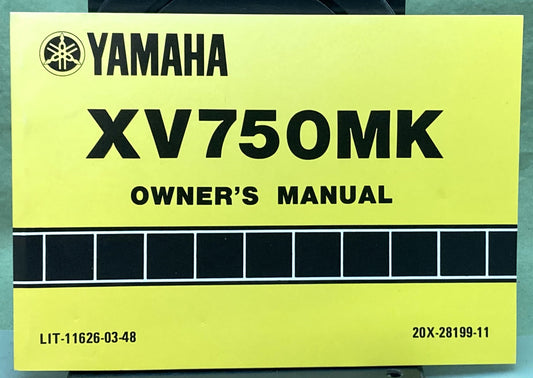 YAMAHA
XV750MK
OWNER'S MANUAL
LIT-11626-03-48
20X-28199-11